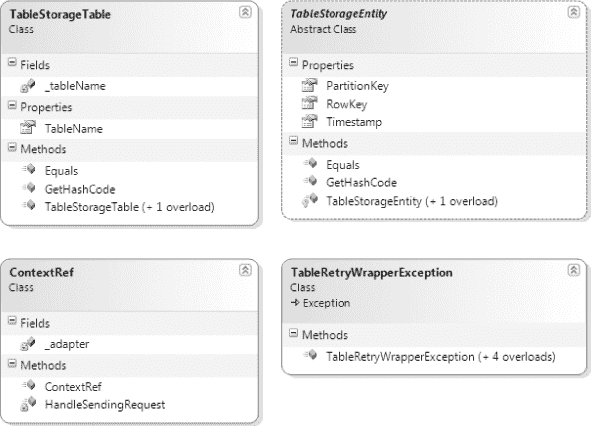 TableStorageTable
Class
Fields
_tableName
Properties
TableName
Methods
Equals
GetHashCode
TableStorageTable (+ 1 overload)
TableStorageEntity
Abstract Class
Properties
PartitionKey
RowKey
Timestamp
Methods
Equals
GetHashCode
TableStorageEntity (+ 1 overload)
ContextRef
Class
Fields
_adapter
Methods
ContextRef
HandleSendingRequest
TableRetryWrapperException
Class
Exception
Methods
TableRetryWrapperException (+ 4 overloads)